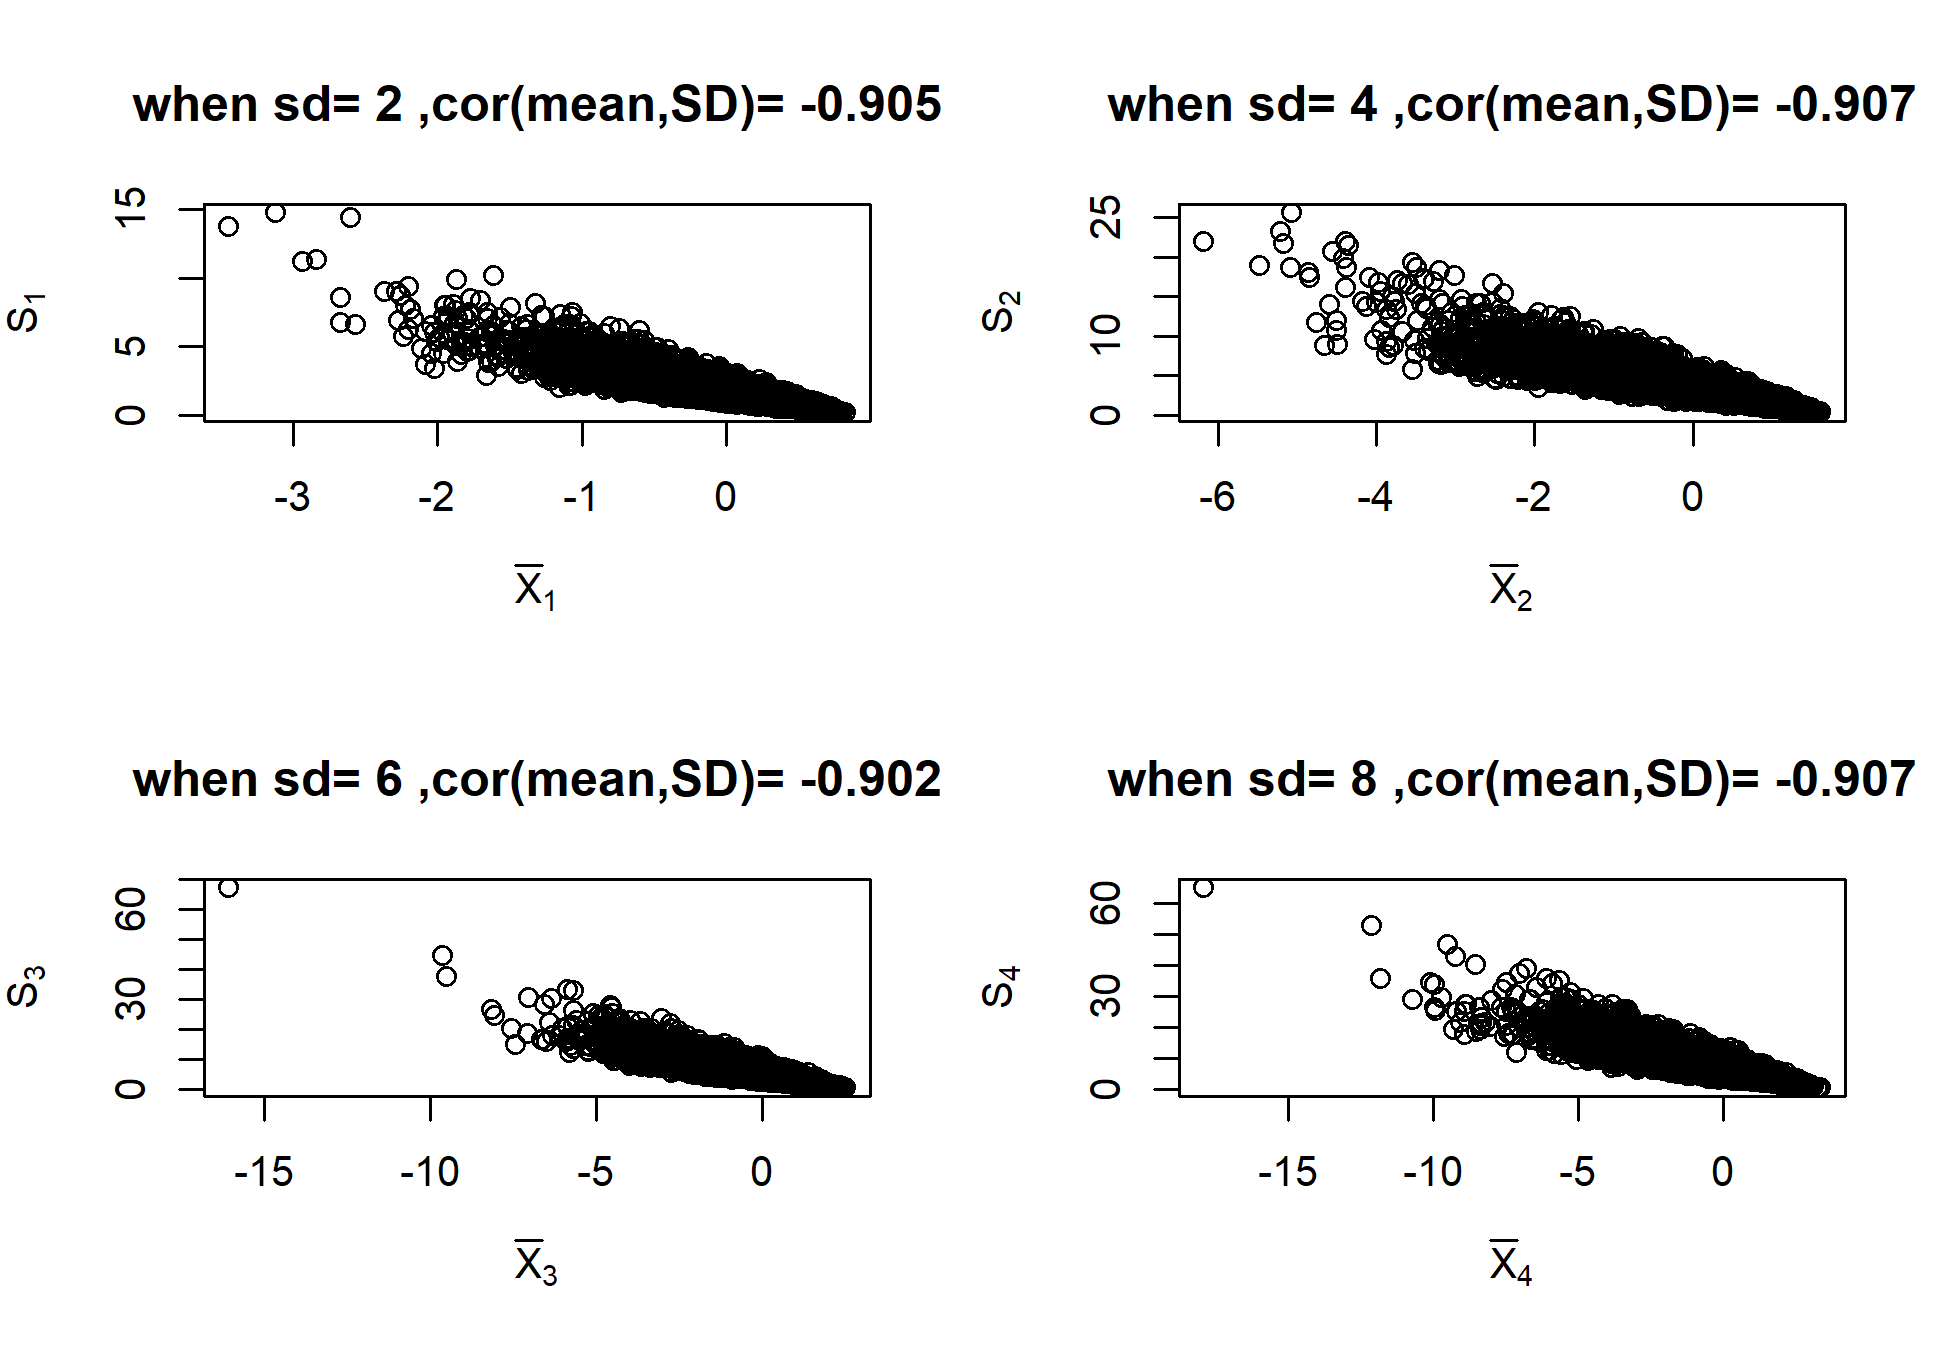 when sd= 2 ,cor(mean,SD)= -0.905
S1
15
5
0
-3 -2 -1 0
X̅1
when sd= 4 ,cor(mean,SD)= -0.907
S2
25
10
0
-6 -4 -2 0
X̅2
when sd= 6 ,cor(mean,SD)= -0.902
S3
60
30
0
-15 -10 -5 0
X̅3
when sd= 8 ,cor(mean,SD)= -0.907
S4
60
30
0
-15 -10 -5 0
X̅4